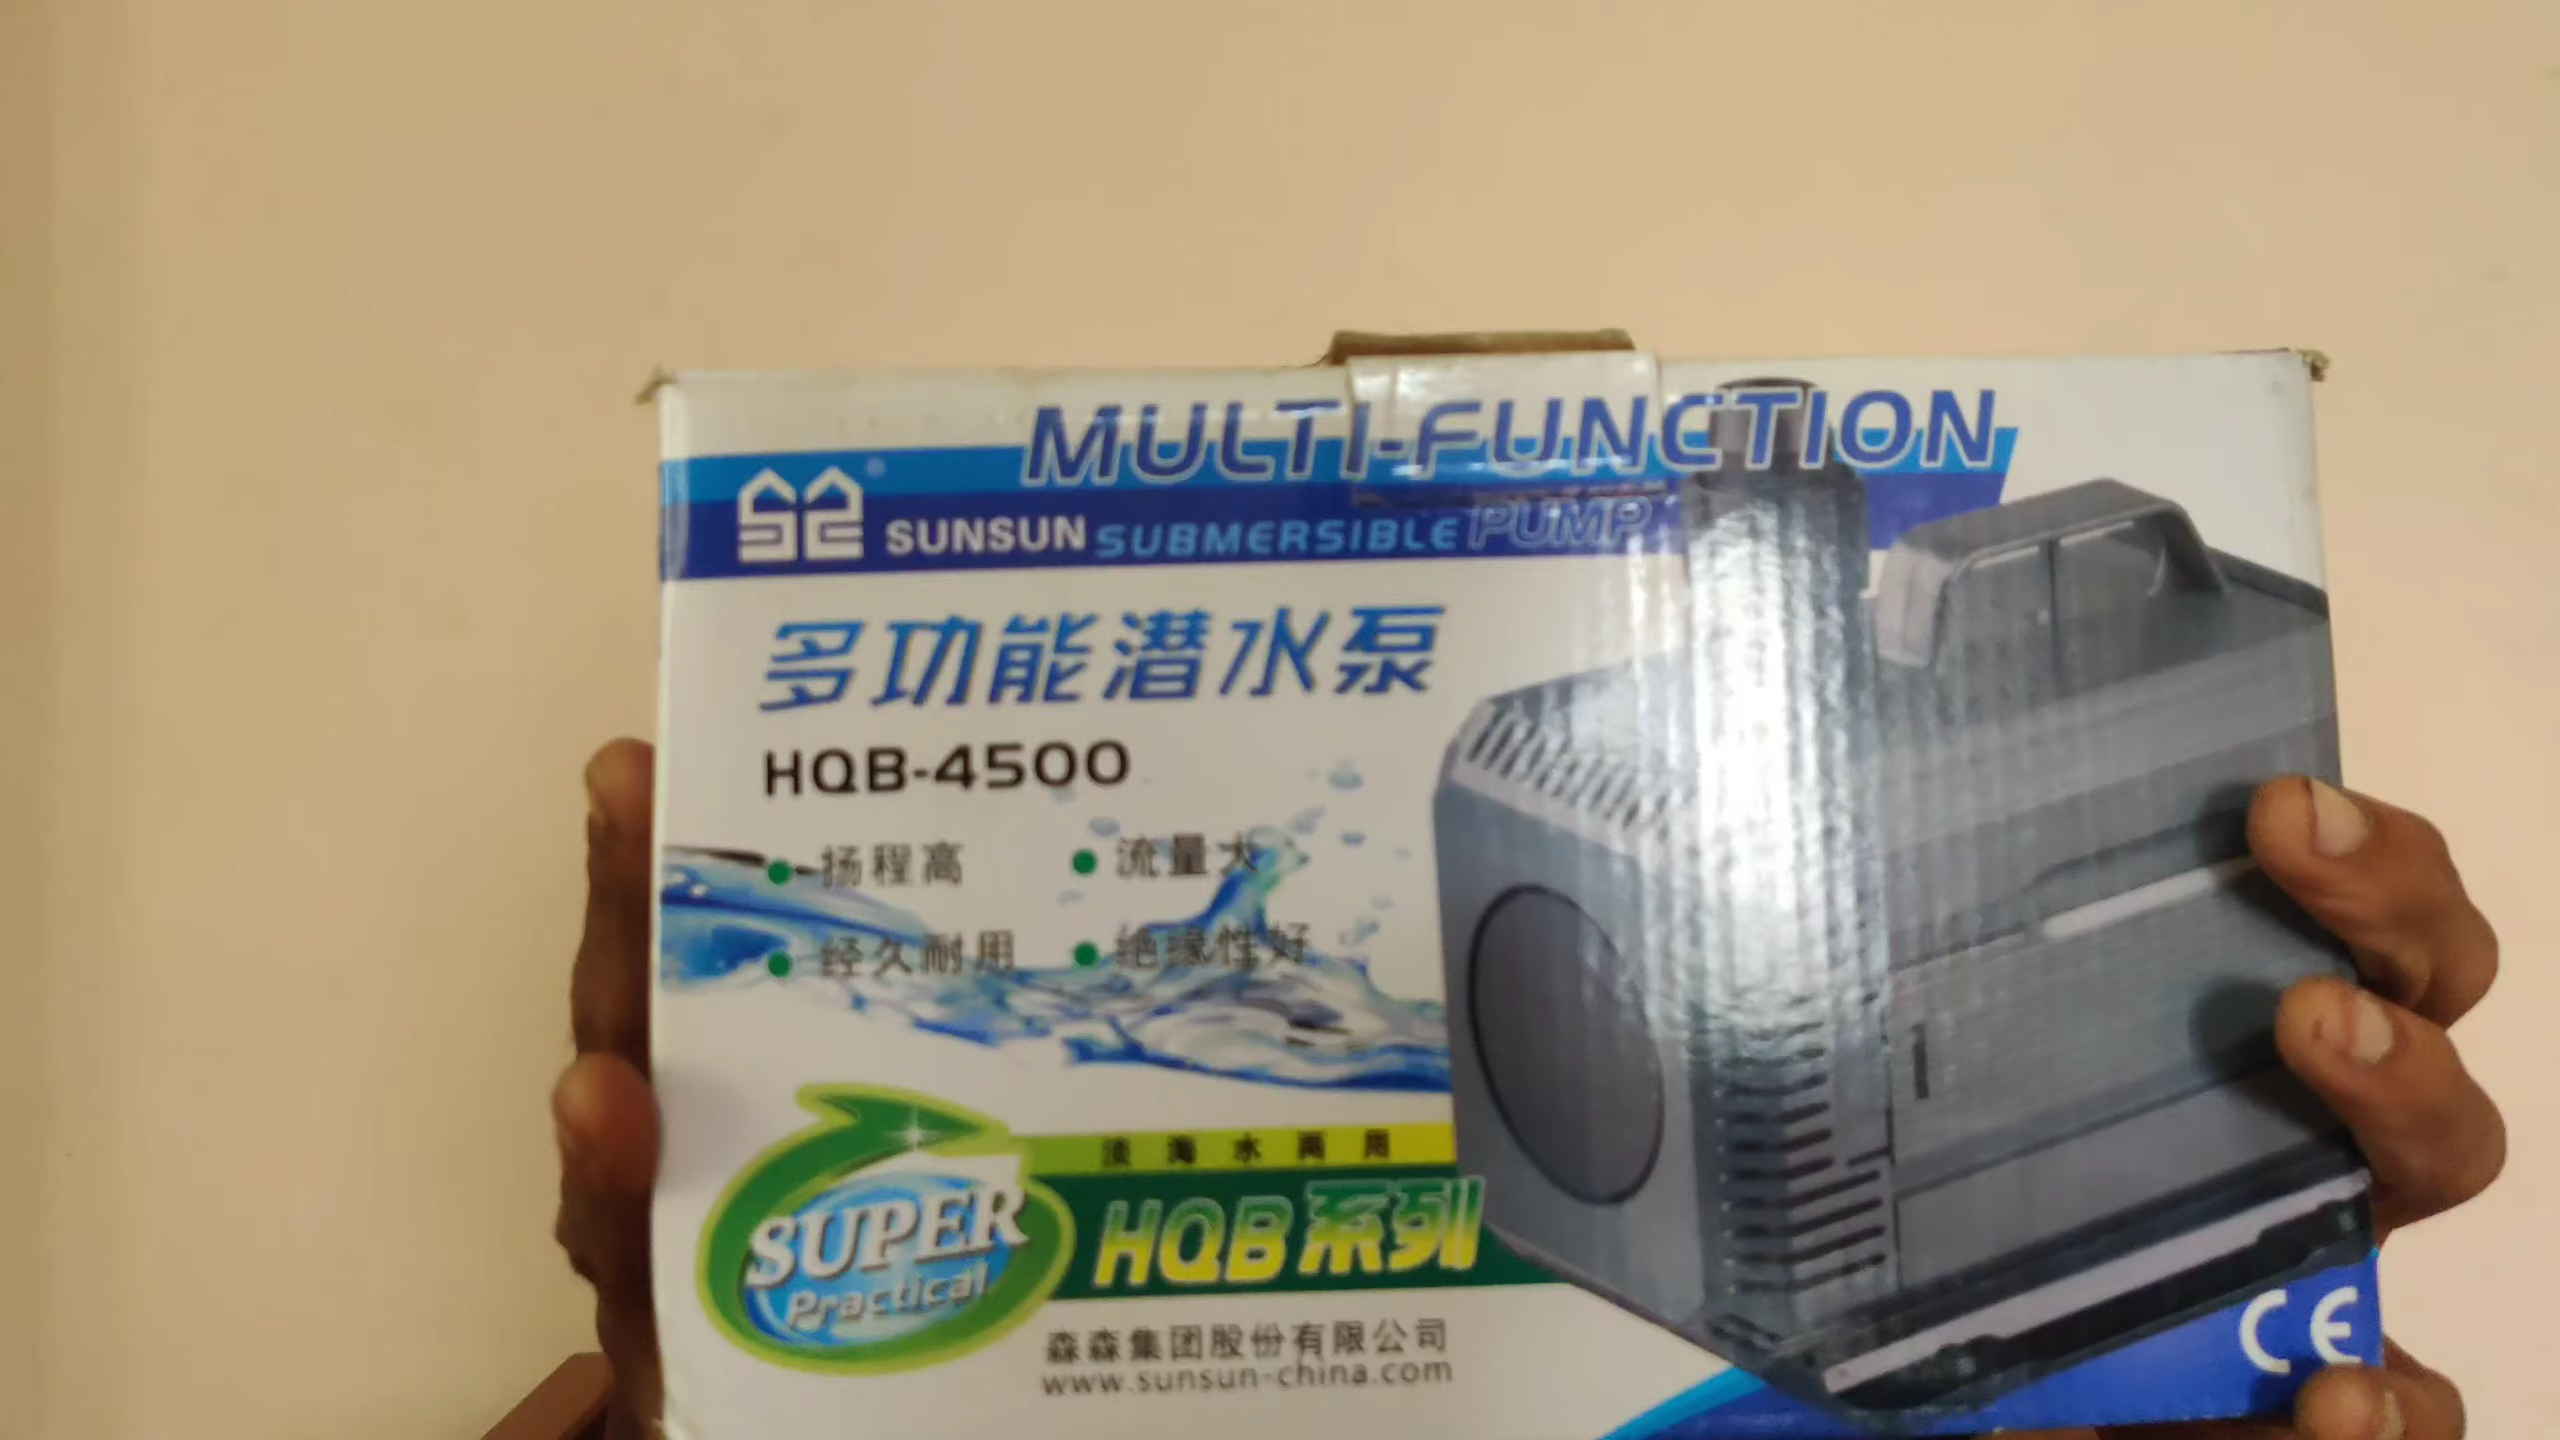 MULTI-FUNCTION
SUNSUN SUBMERSIBLE PUMP
多功能潜水泵
HQB-4500
扬程高 流量大
经久耐用 绝缘性好
淡海水两用
SUPER
Practical
HQB系列
森森集团股份有限公司
www.sunsun-china.com
CE